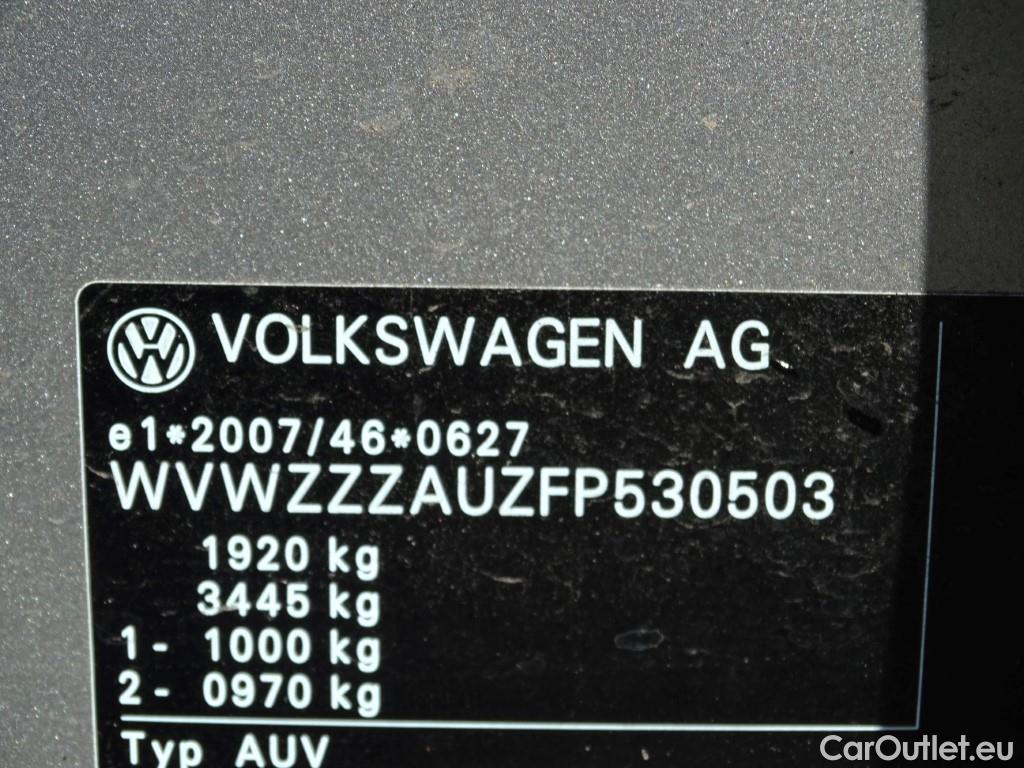 VOLKSWAGEN AG
e1*2007/46*0627
WVWZZZAUZFP530503
1920 kg
3445 kg
1- 1000 kg
2- 0970 kg
Typ AUV
CarOutlet.eu